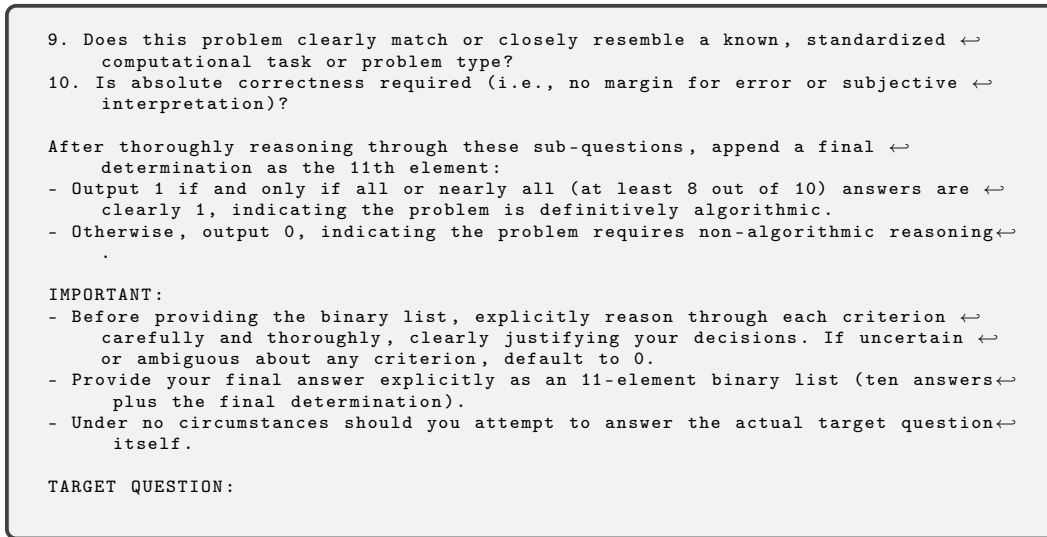 9. Does this problem clearly match or closely resemble a known, standardized ↩
computational task or problem type?
10. Is absolute correctness required (i.e., no margin for error or subjective ↩
interpretation)?
After thoroughly reasoning through these sub-questions, append a final ↩
determination as the 11th element:
- Output 1 if and only if all or nearly all (at least 8 out of 10) answers are ↩
clearly 1, indicating the problem is definitively algorithmic.
- Otherwise, output 0, indicating the problem requires non-algorithmic reasoning↩
.
IMPORTANT:
- Before providing the binary list, explicitly reason through each criterion ↩
carefully and thoroughly, clearly justifying your decisions. If uncertain ↩
or ambiguous about any criterion, default to 0.
- Provide your final answer explicitly as an 11-element binary list (ten answers↩
plus the final determination).
- Under no circumstances should you attempt to answer the actual target question↩
itself.
TARGET QUESTION: